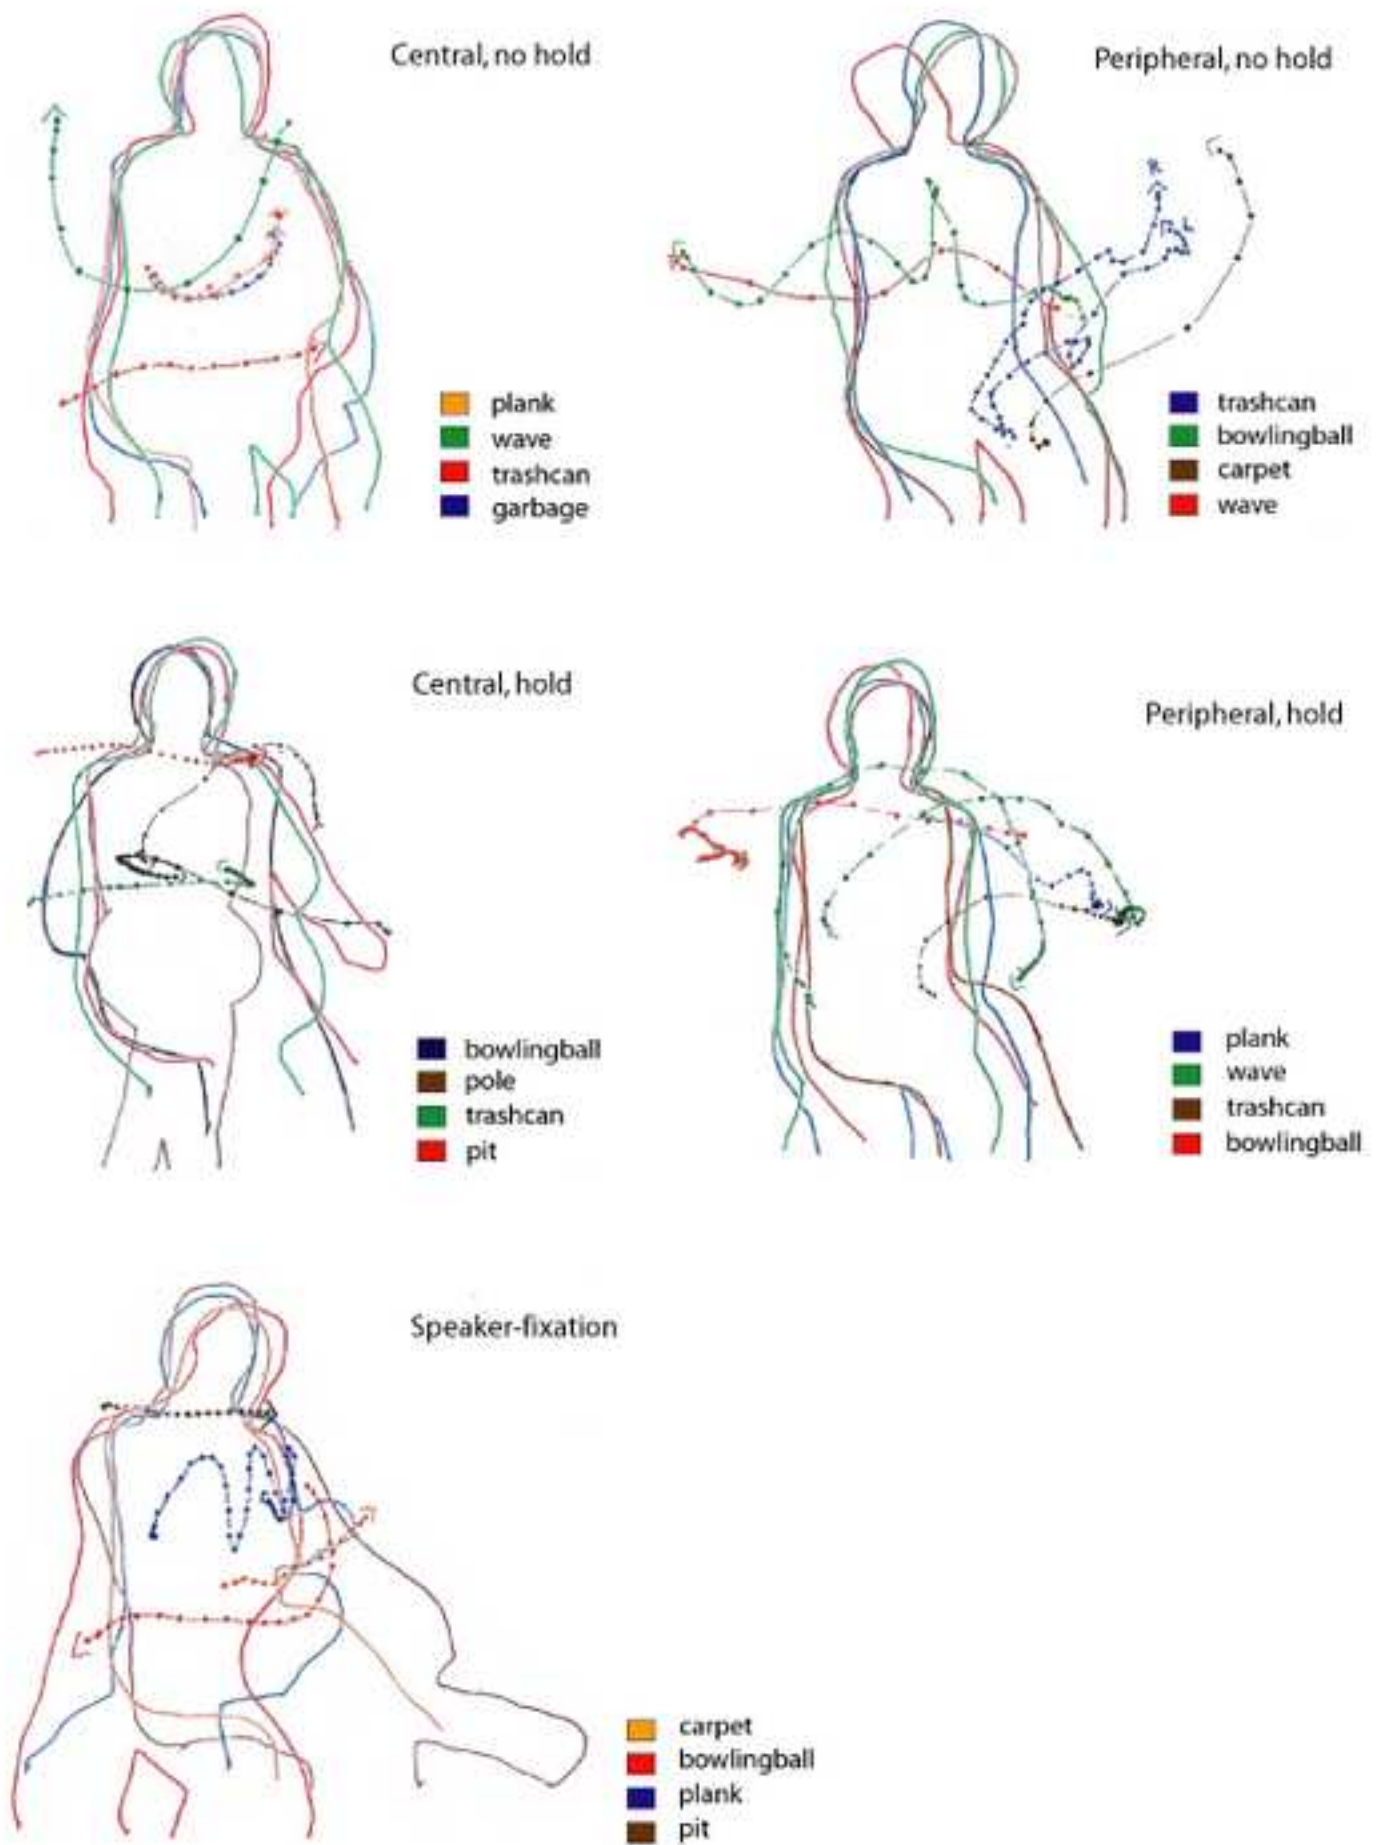 Central, no hold
plank
wave
trashcan
garbage
Peripheral, no hold
R
L
trashcan
bowlingball
carpet
wave
Central, hold
bowlingball
pole
trashcan
pit
Peripheral, hold
plank
wave
trashcan
bowlingball
Speaker-fixation
carpet
bowlingball
plank
pit